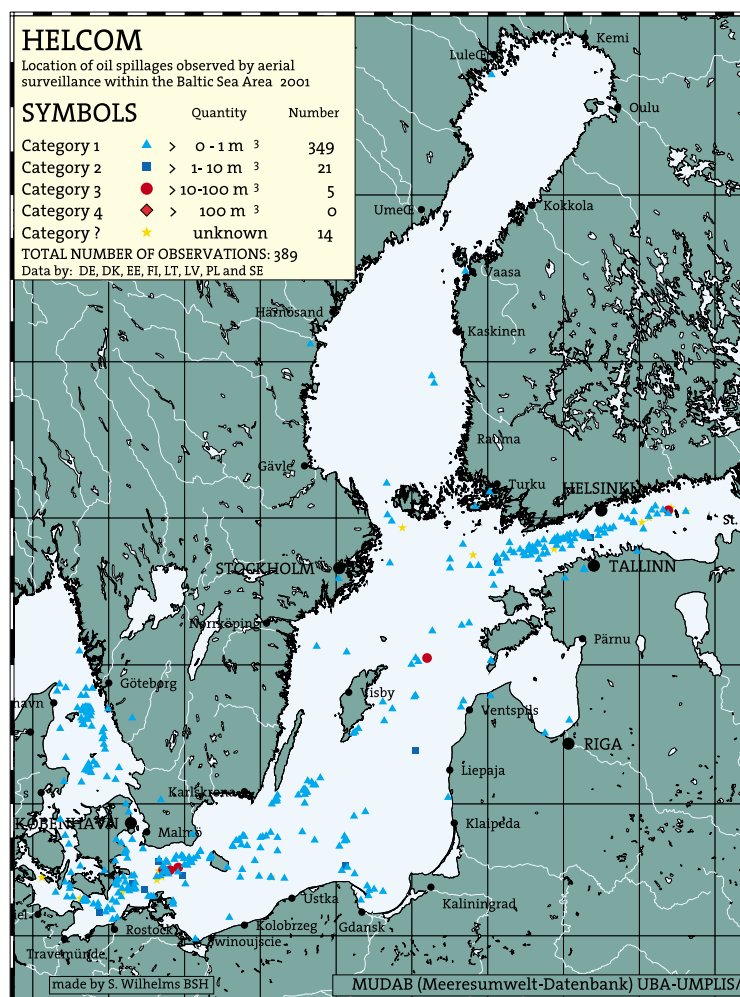 HELCOM
Location of oil spillages observed by aerial
surveillance within the Baltic Sea Area 2001
SYMBOLS Quantity Number
Category 1 > 0 - 1 m 3 349
Category 2 > 1- 10 m 3 21
Category 3 > 10-100 m 3 5
Category 4 > 100 m 3 0
Category ? unknown 14
TOTAL NUMBER OF OBSERVATIONS: 389
Data by: DE, DK, EE, FI, LT, LV, PL and SE
Kemi
Oulu
UmeŒ
Kokkola
Vaasa
Härnösand
Kaskinen
Rauma
Gävle
Turku
HELSINKI
St.
STOCKHOLM
TALLINN
Norrköping
Pärnu
Göteborg
havn
Visby
Ventspils
RIGA
Liepaja
s
Karlskrona
KØBENHAVN
Malmö
Klaipeda
Ustka
Kaliningrad
iel
Rostock
Kolobrzeg
Gdansk
Swinoujscie
Travemünde
made by S. Wilhelms BSH
MUDAB (Meeresumwelt-Datenbank) UBA-UMPLIS/